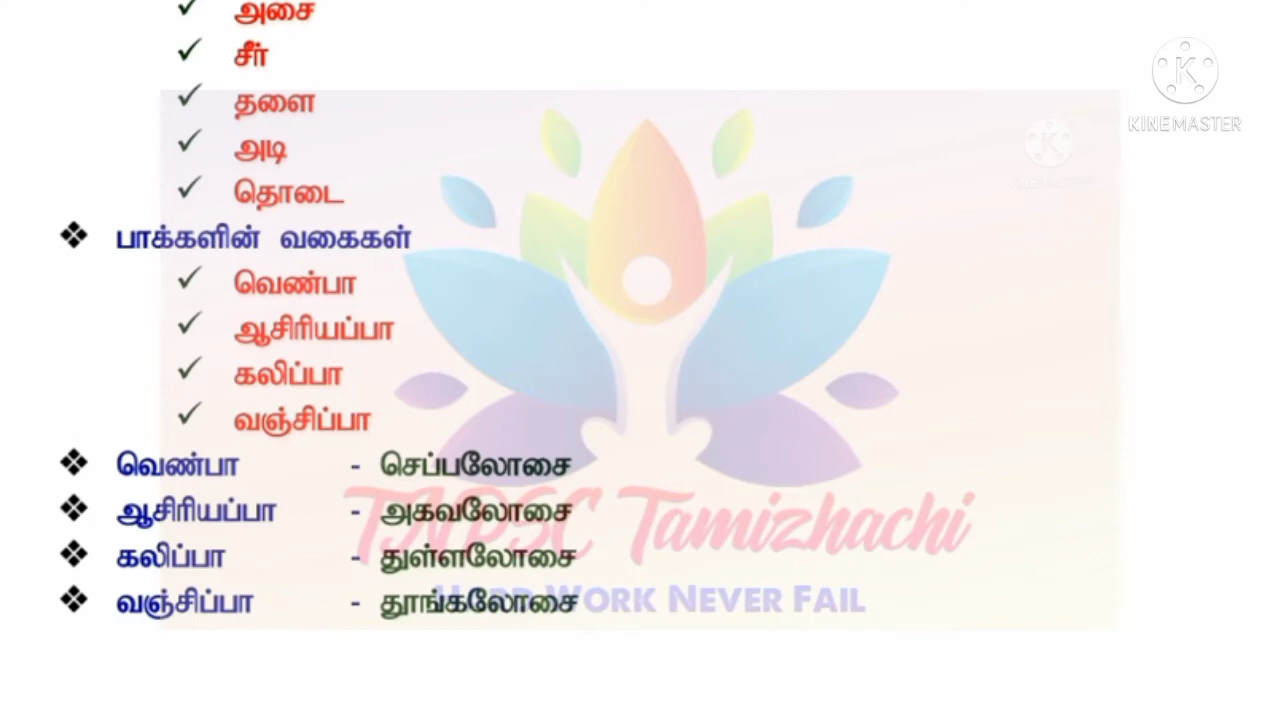 அசை
சீர்
KINEMASTER
தளை
அடி
தொடை
பாக்களின் வகைகள்
வெண்பா
ஆசிரியப்பா
கலிப்பா
வஞ்சிப்பா
வெண்பா - செப்பலோசை
ஆசிரியப்பா - அகவலோசை
கலிப்பா - துள்ளலோசை
வஞ்சிப்பா - தூங்கலோசை
TNPSC Tamizhachi
HARD WORK NEVER FAIL